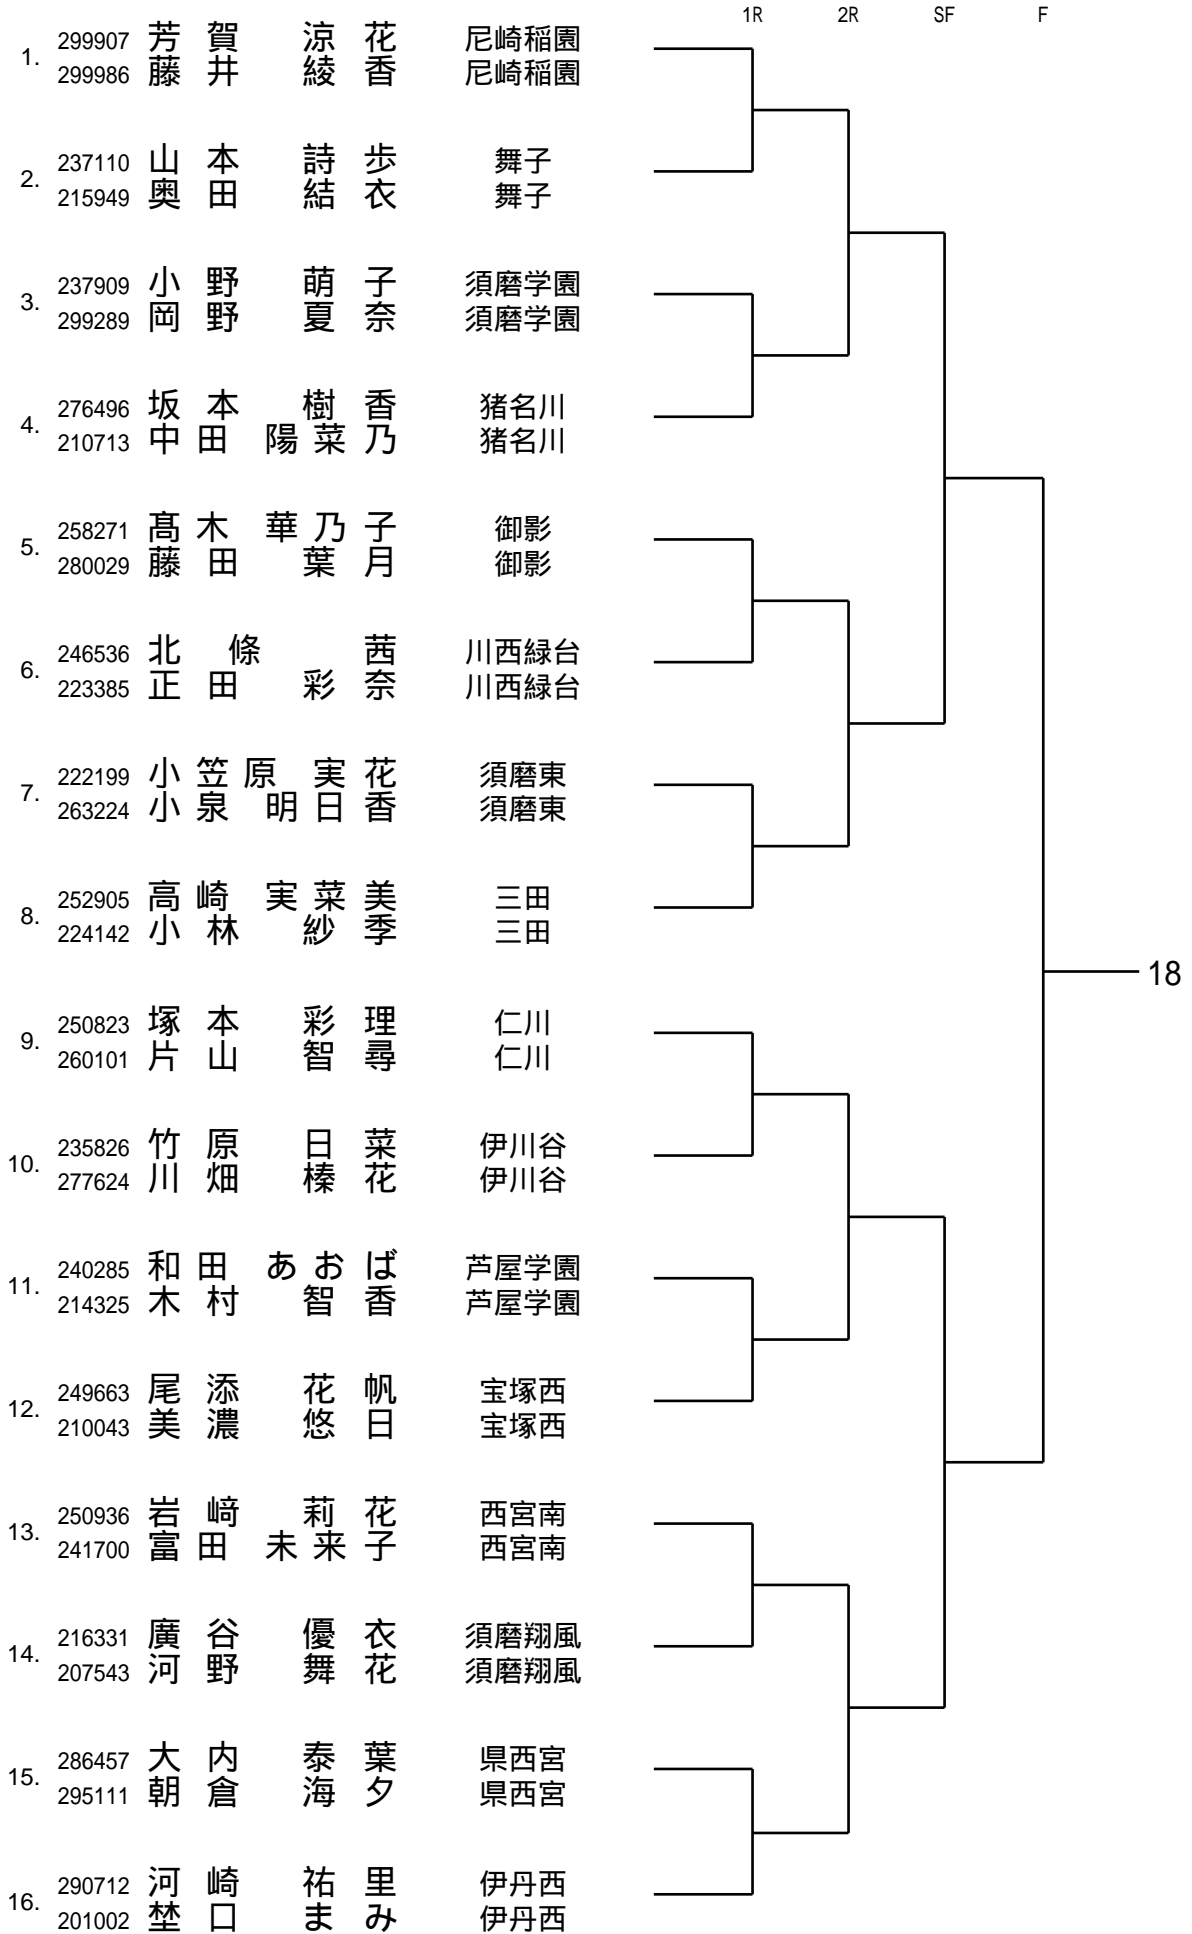 1R 2R SF F
1. 299907 芳賀 涼花 尼崎稲園
299986 藤井 綾香 尼崎稲園
2. 237110 山本 詩歩 舞子
215949 奥田 結衣 舞子
3. 237909 小野 萌子 須磨学園
299289 岡野 夏奈 須磨学園
4. 276496 坂本 樹香 猪名川
210713 中田 陽菜乃 猪名川
5. 258271 髙木 華乃子 御影
280029 藤田 葉月 御影
6. 246536 北條 茜 川西緑台
223385 正田 彩奈 川西緑台
7. 222199 小笠原 実花 須磨東
263224 小泉 明日香 須磨東
8. 252905 高崎 実菜美 三田
224142 小林 紗季 三田
18
9. 250823 塚本 彩理 仁川
260101 片山 智尋 仁川
10. 235826 竹原 日菜 伊川谷
277624 川畑 榛花 伊川谷
11. 240285 和田 あおば 芦屋学園
214325 木村 智香 芦屋学園
12. 249663 尾添 花帆 宝塚西
210043 美濃 悠日 宝塚西
13. 250936 岩﨑 莉花 西宮南
241700 富田 未来子 西宮南
14. 216331 廣谷 優衣 須磨翔風
207543 河野 舞花 須磨翔風
15. 286457 大内 泰葉 県西宮
295111 朝倉 海夕 県西宮
16. 290712 河崎 祐里 伊丹西
201002 埜口 まみ 伊丹西